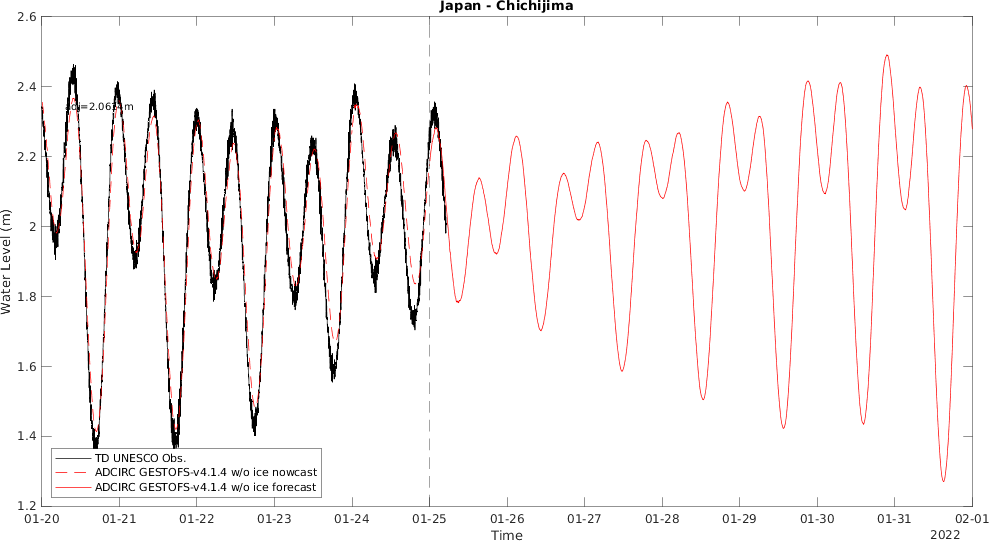 Japan - Chichijima
2.6
2.4
2.2
2
1.8
1.6
1.4
1.2
Water Level (m)
TD UNESCO Obs.
ADCIRC GESTOFS-v4.1.4 w/o ice nowcast
ADCIRC GESTOFS-v4.1.4 w/o ice forecast
01-20 01-21 01-22 01-23 01-24 01-25 01-26 01-27 01-28 01-29 01-30 01-31 02-01
Time
2022